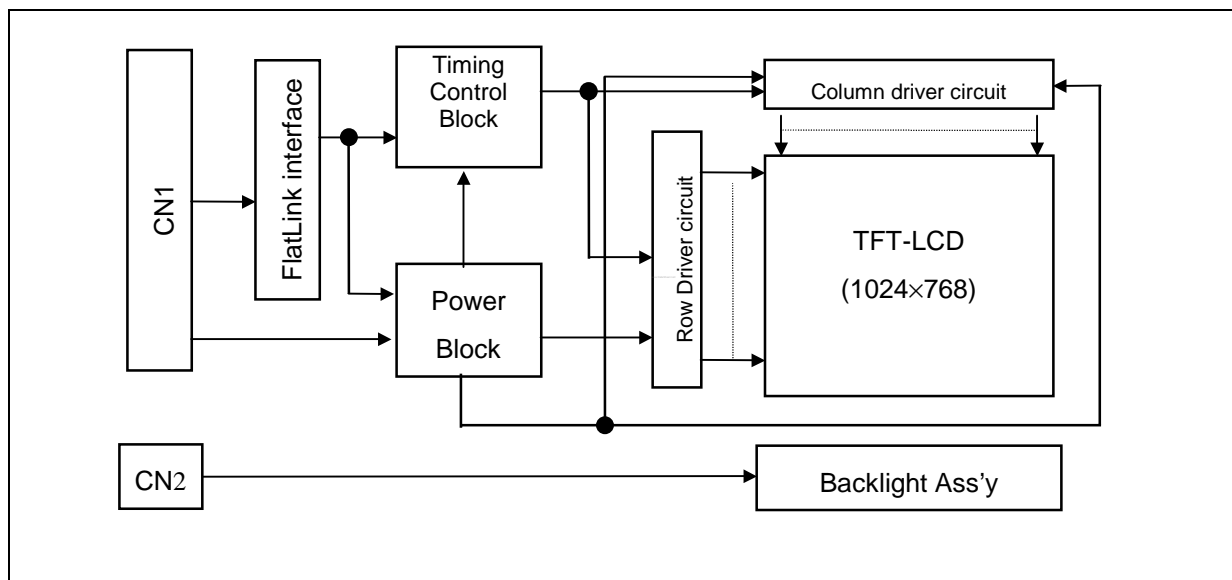 CN1
FlatLink interface
Timing
Control
Block
Power
Block
Row Driver circuit
Column driver circuit
TFT-LCD
(1024×768)
CN2
Backlight Ass'y